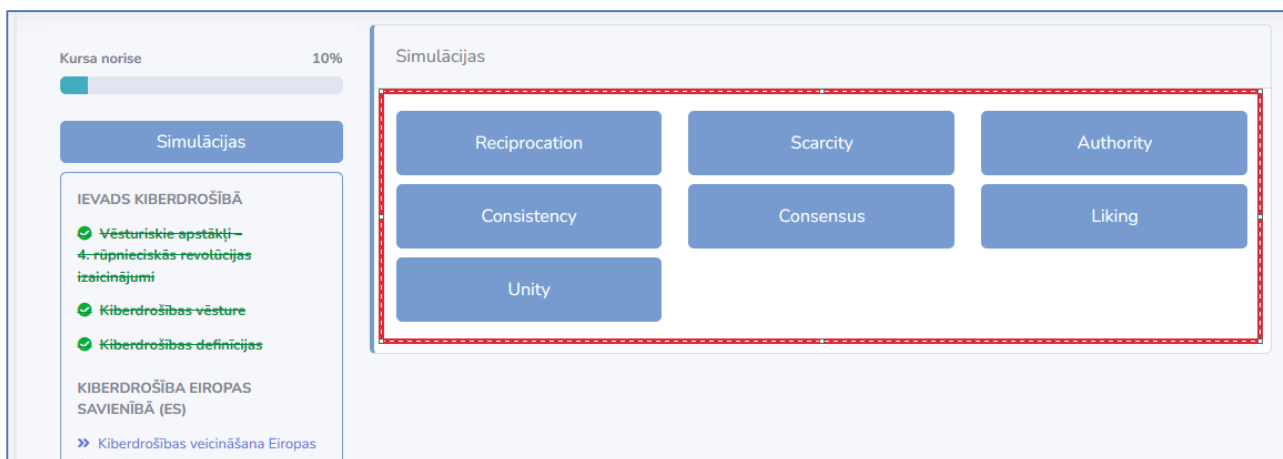 Kursa norise 10%
Simulācijas
IEVADS KIBERDROŠĪBĀ
Vēsturiskie apstākļi –
4. rūpnieciskās revolūcijas
izaicinājumi
Kiberdrošības vēsture
Kiberdrošības definīcijas
KIBERDROŠĪBA EIROPAS
SAVIENĪBĀ (ES)
Kiberdrošības veicināšana Eiropas
Simulācijas
Reciprocation Scarcity Authority
Consistency Consensus Liking
Unity